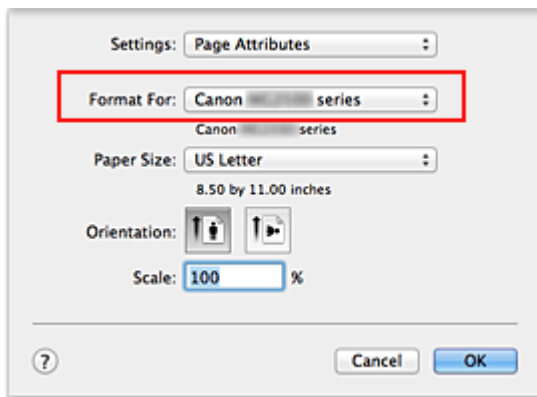 Settings: Page Attributes
Format For: Canon series
Canon series
Paper Size: US Letter
8.50 by 11.00 inches
Orientation:
Scale: 100 %
? Cancel OK